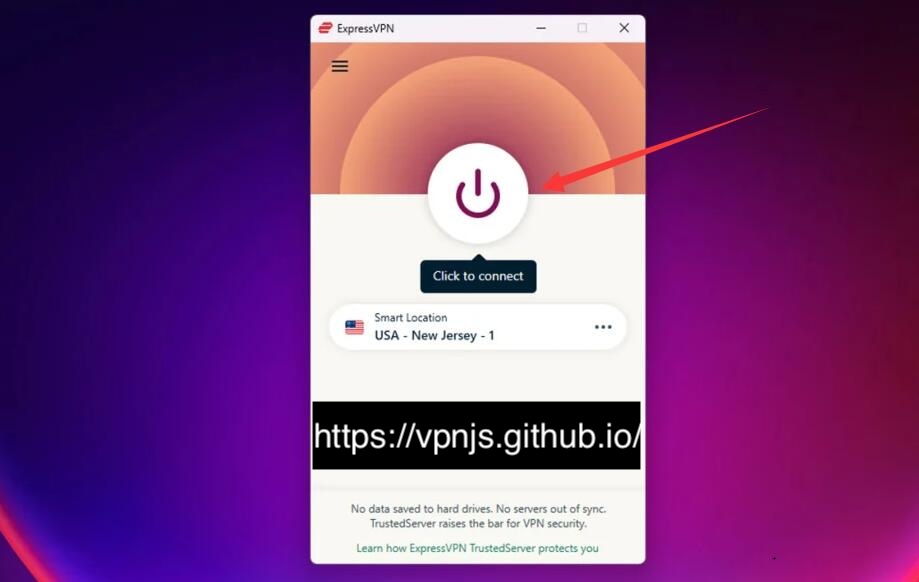 ExpressVPN
Click to connect
Smart Location
USA - New Jersey - 1
https://vpnjs.github.io/
No data saved to hard drives. No servers out of sync.
TrustedServer raises the bar for VPN security.
Learn how ExpressVPN TrustedServer protects you